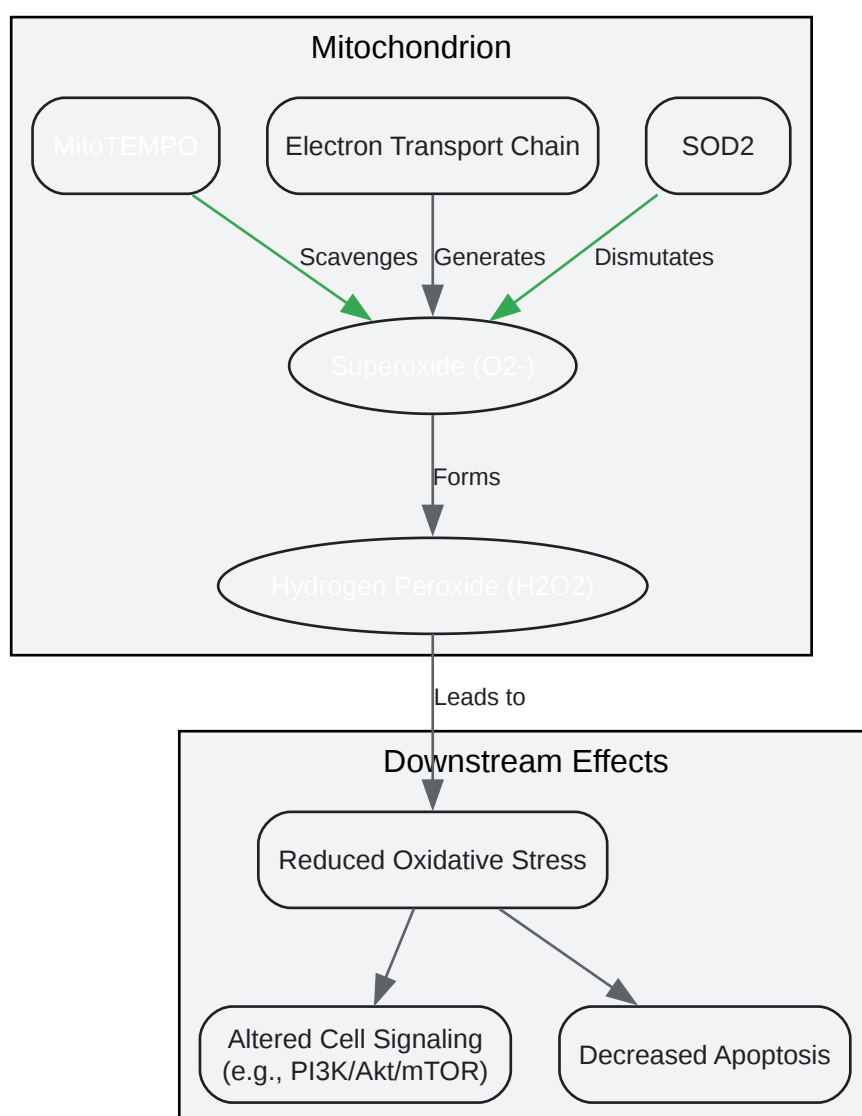 Mitochondrion
MitoTEMPO
Electron Transport Chain
SOD2
Scavenges
Generates
Dismutates
Superoxide (O2-)
Forms
Hydrogen Peroxide (H2O2)
Leads to
Downstream Effects
Reduced Oxidative Stress
Altered Cell Signaling
(e.g., PI3K/Akt/mTOR)
Decreased Apoptosis